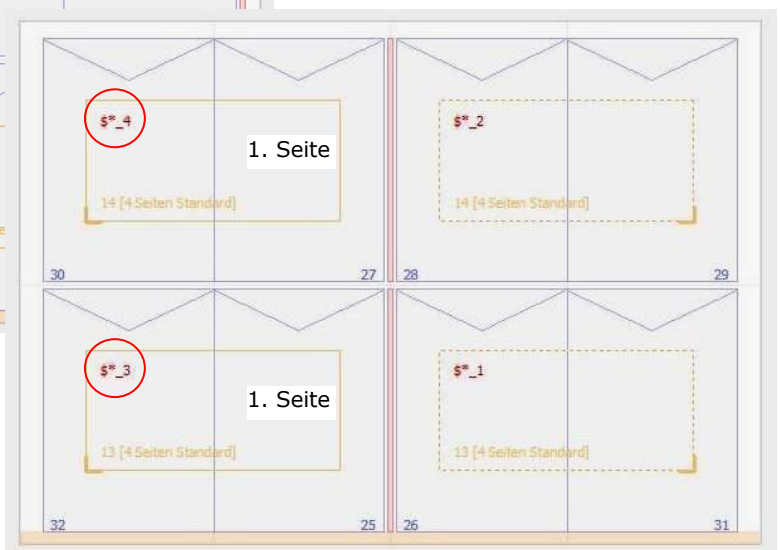 $*_4
$*_2
1. Seite
14 [4 Seiten Standard]
14 [4 Seiten Standard]
30
27
28
29
$*_3
$*_1
1. Seite
13 [4 Seiten Standard]
13 [4 Seiten Standard]
32
25
26
31